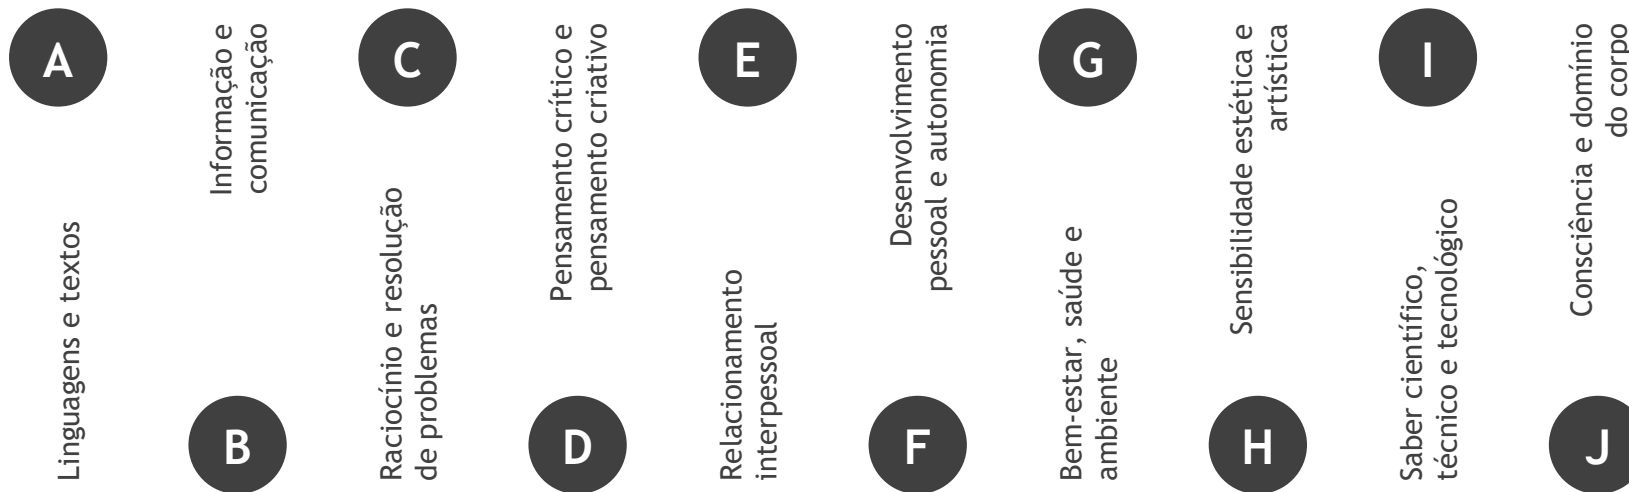 A
Linguagens e textos
B
Informação e
comunicação
C
Raciocínio e resolução
de problemas
D
Pensamento crítico e
pensamento criativo
E
Relacionamento
interpessoal
F
Desenvolvimento
pessoal e autonomia
G
Bem-estar, saúde e
ambiente
H
Sensibilidade estética e
artística
I
Saber científico,
técnico e tecnológico
J
Consciência e domínio
do corpo